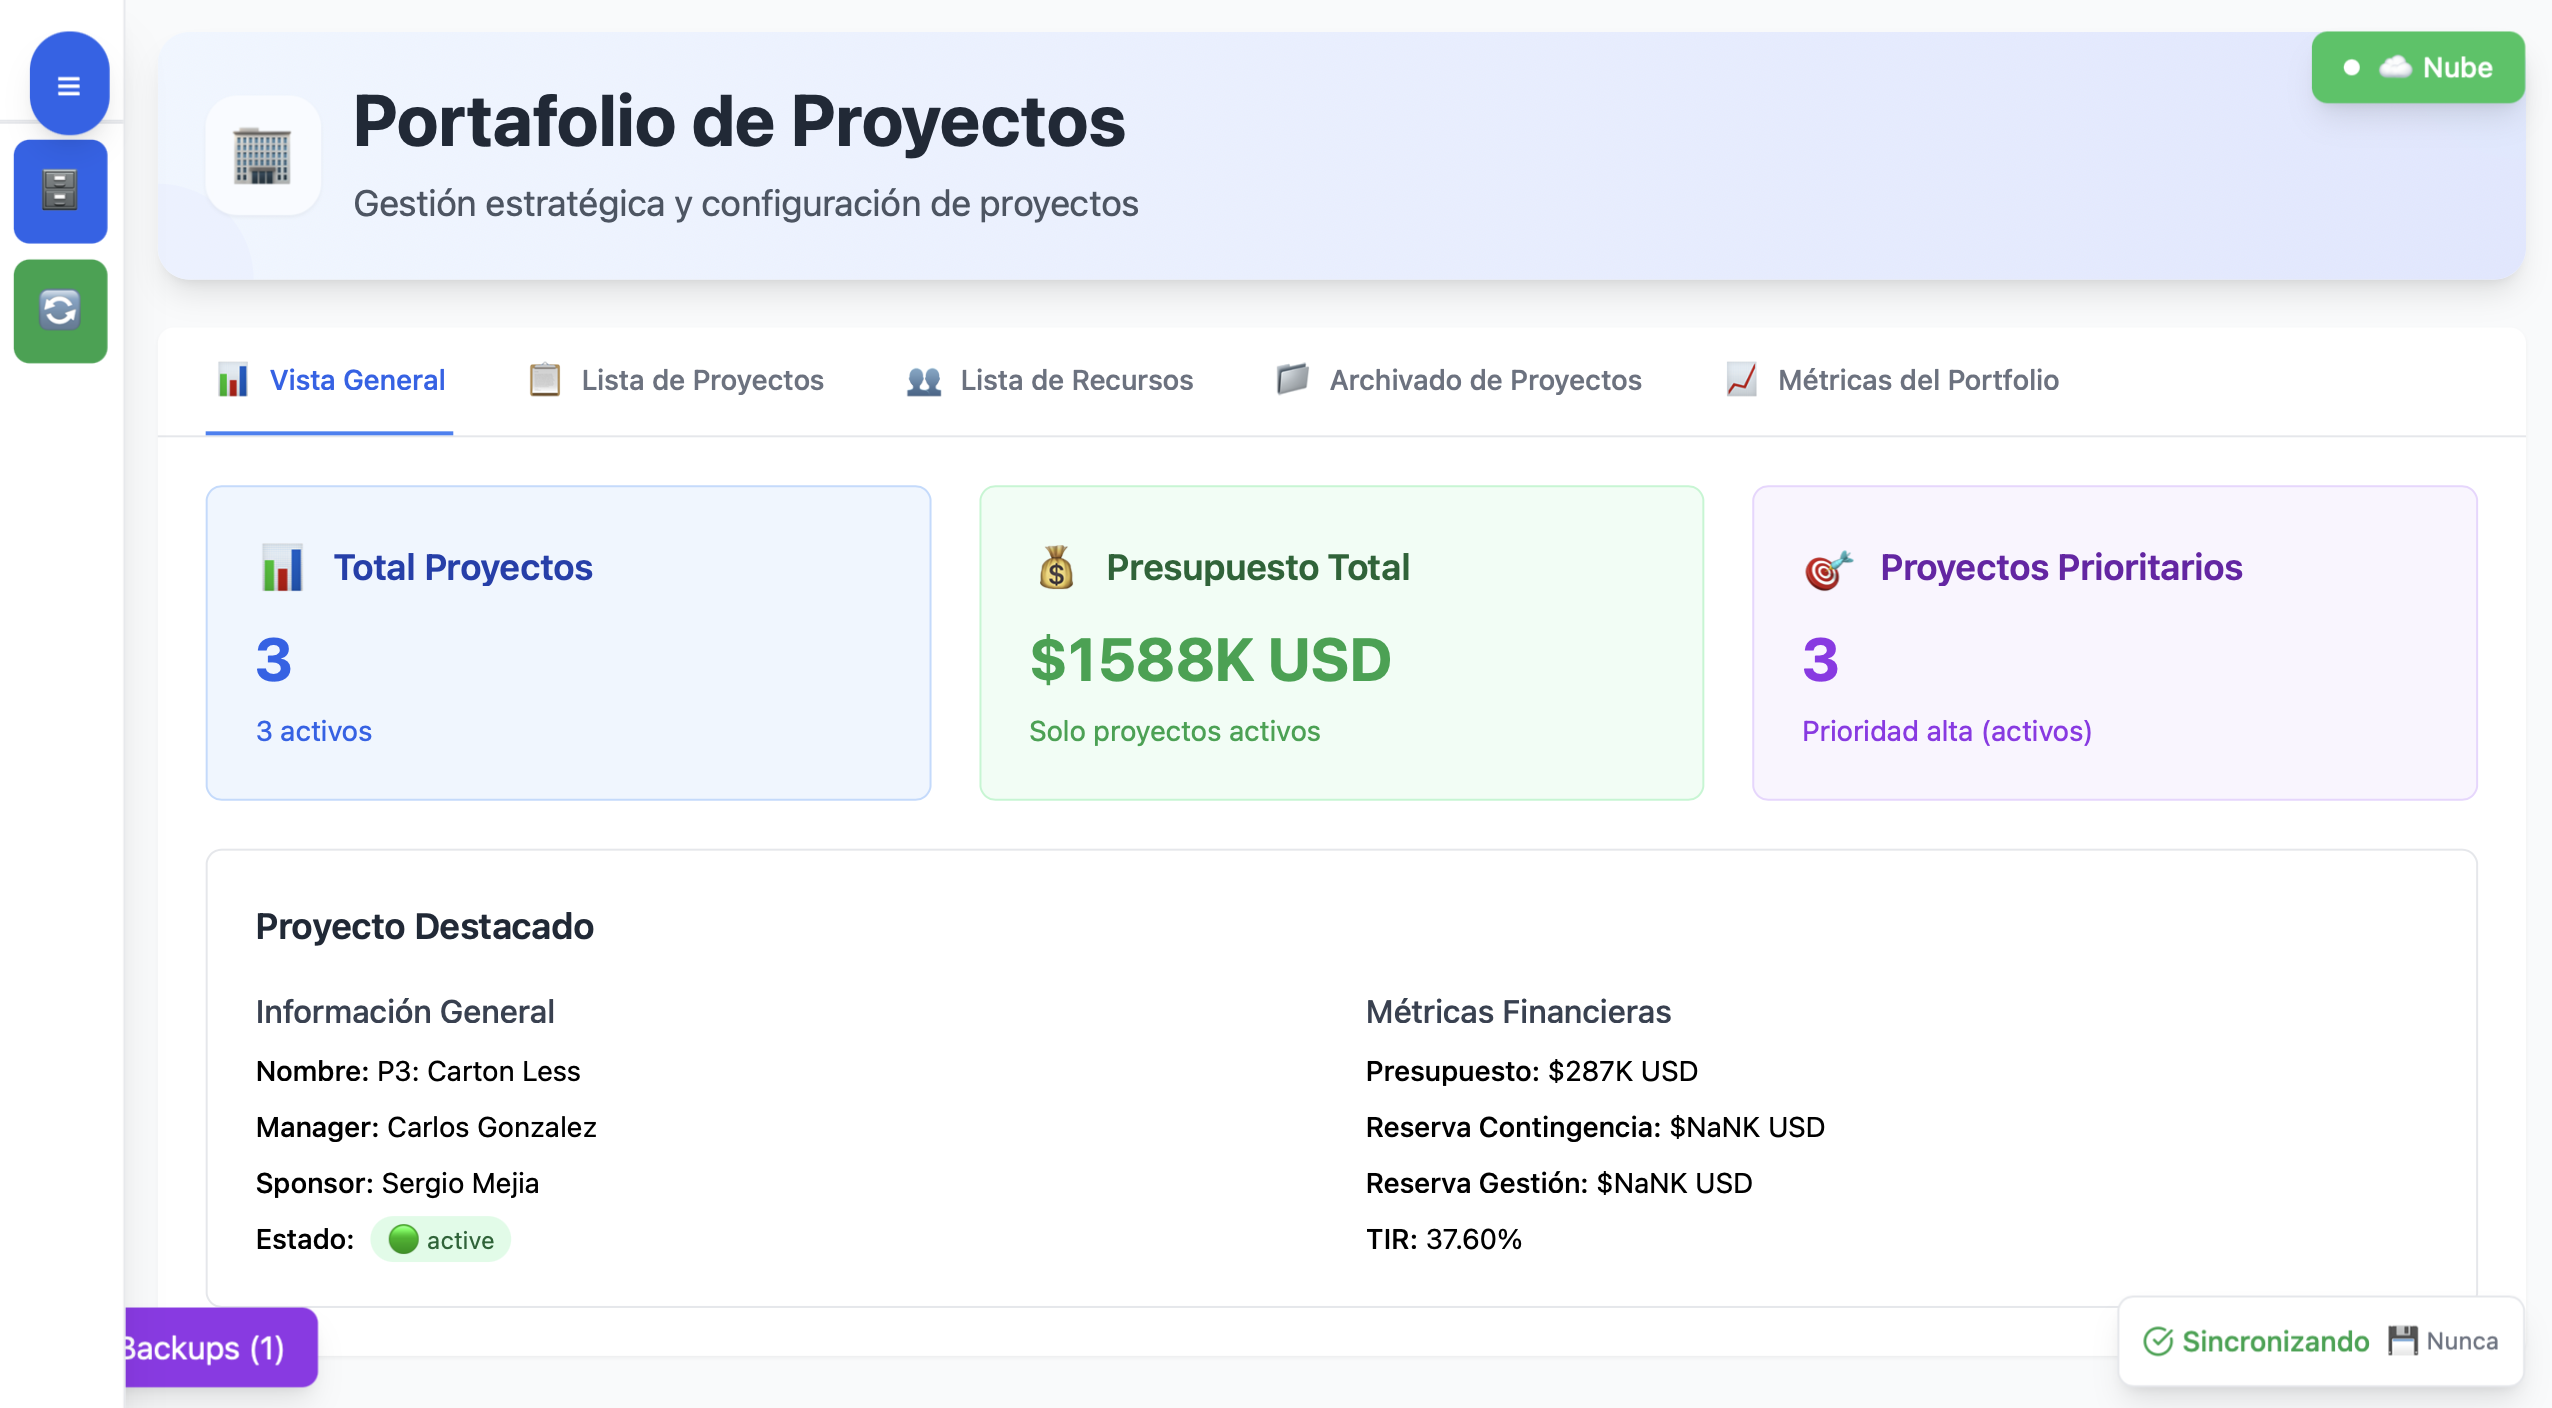 Portafolio de Proyectos
Gestión estratégica y configuración de proyectos
Nube
Vista General
Lista de Proyectos
Lista de Recursos
Archivado de Proyectos
Métricas del Portfolio
Total Proyectos
3
3 activos
Presupuesto Total
$1588K USD
Solo proyectos activos
Proyectos Prioritarios
3
Prioridad alta (activos)
Proyecto Destacado
Información General
Nombre: P3: Carton Less
Manager: Carlos Gonzalez
Sponsor: Sergio Mejia
Estado: active
Métricas Financieras
Presupuesto: $287K USD
Reserva Contingencia: $NaNK USD
Reserva Gestión: $NaNK USD
TIR: 37.60%
Backups (1)
Sincronizando Nunca